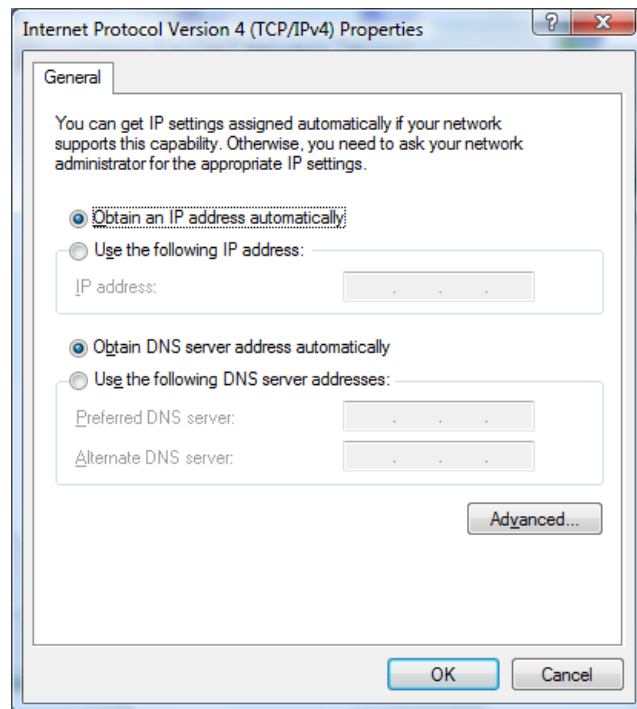 Internet Protocol Version 4 (TCP/IPv4) Properties
?
X
General
You can get IP settings assigned automatically if your network
supports this capability. Otherwise, you need to ask your network
administrator for the appropriate IP settings.
Obtain an IP address automatically
Use the following IP address:
IP address:
. . .
Obtain DNS server address automatically
Use the following DNS server addresses:
Preferred DNS server:
. . .
Alternate DNS server:
. . .
Advanced...
OK
Cancel